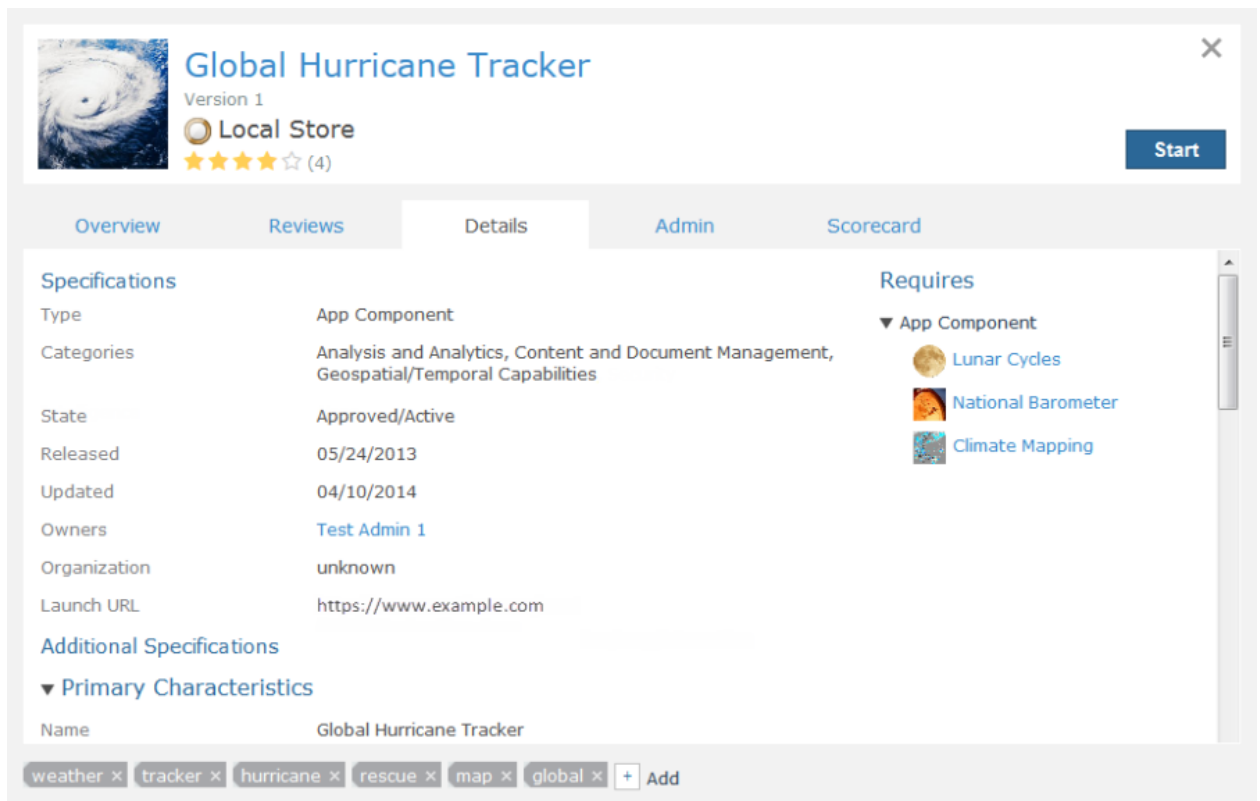 Global Hurricane Tracker
Version 1
Local Store
(4)
Start
Overview Reviews Details Admin Scorecard
Specifications
Type App Component
Categories Analysis and Analytics, Content and Document Management,
Geospatial/Temporal Capabilities
State Approved/Active
Released 05/24/2013
Updated 04/10/2014
Owners Test Admin 1
Organization unknown
Launch URL https://www.example.com
Additional Specifications
Primary Characteristics
Name Global Hurricane Tracker
Requires
App Component
Lunar Cycles
National Barometer
Climate Mapping
weather × tracker × hurricane × rescue × map × global × + Add